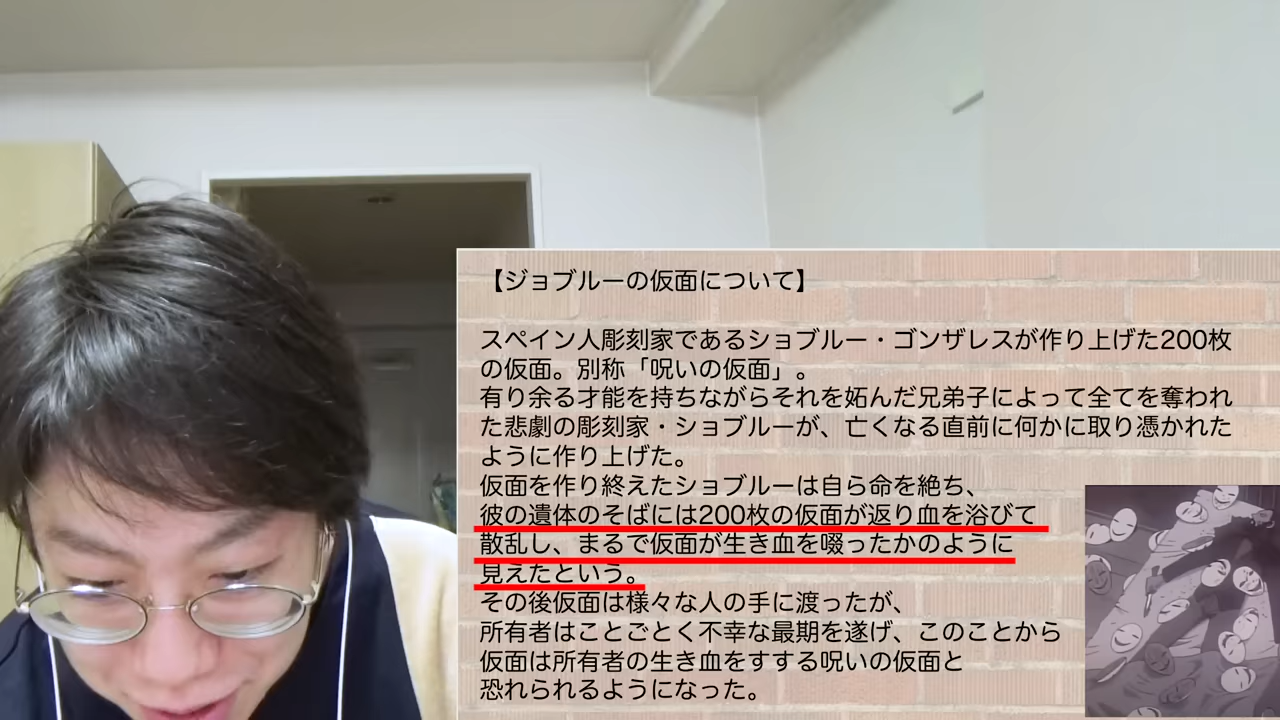 【ジョブルーの仮面について】
スペイン人彫刻家であるショブルー・ゴンザレスが作り上げた200枚
の仮面。別称「呪いの仮面」。
有り余る才能を持ちながらそれを妬んだ兄弟子によって全てを奪われ
た悲劇の彫刻家・ショブルーが、亡くなる直前に何かに取り憑かれた
ように作り上げた。
仮面を作り終えたショブルーは自ら命を絶ち、
彼の遺体のそばには200枚の仮面が返り血を浴びて
散乱し、まるで仮面が生き血を啜ったかのように
見えたという。
その後仮面は様々な人の手に渡ったが、
所有者はことごとく不幸な最期を遂げ、このことから
仮面は所有者の生き血をすする呪いの仮面と
恐れられるようになった。